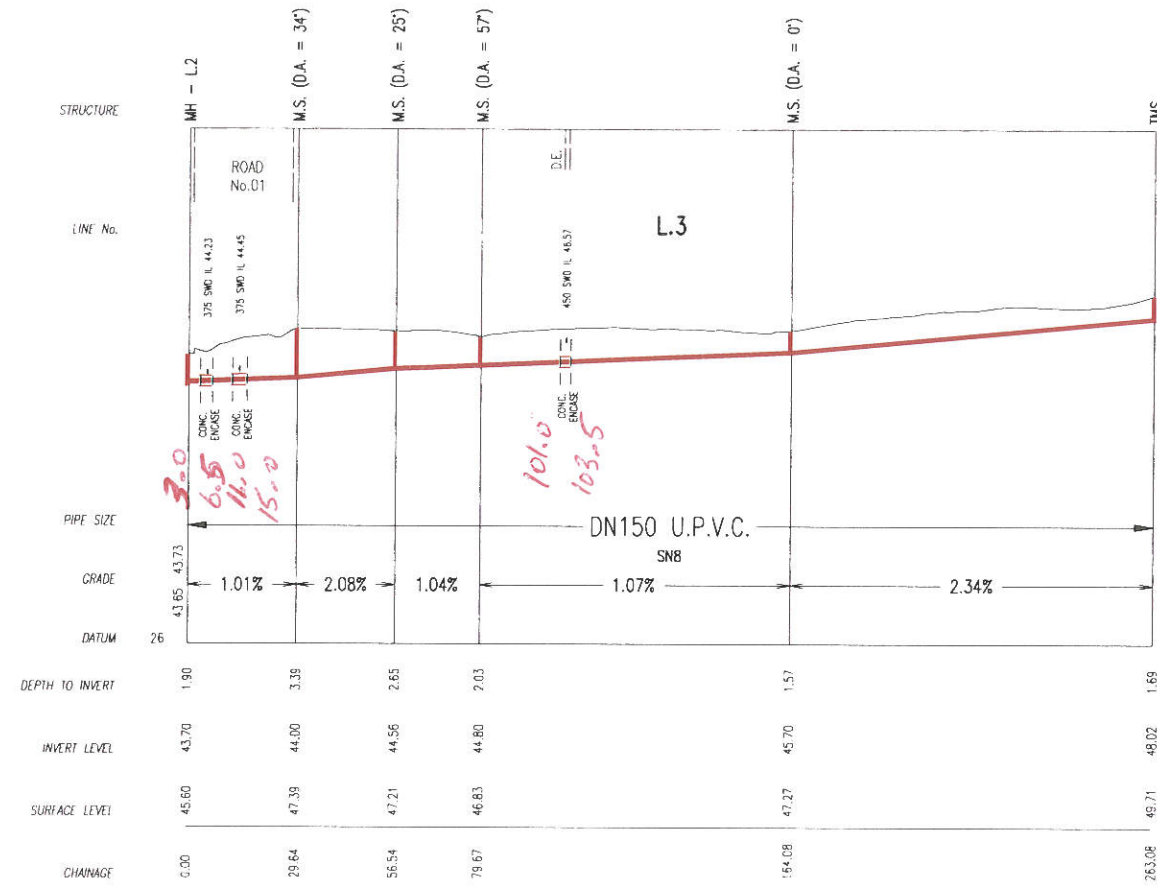 STRUCTURE
MH - L.2
M.S. (D.A. = 34°)
M.S. (D.A. = 25°)
M.S. (D.A. = 57°)
M.S. (D.A. = 0°)
TMS
ROAD
No.01
D.E.
LINE No.
L.3
375 SWD IL 44.23
375 SWD IL 44.45
450 SWD IL 46.57
CONC.
ENCASE
CONC.
ENCASE
CONC.
ENCASE
3.0
6.5
11.0
15.0
101.0
103.5
PIPE SIZE
DN150 U.P.V.C.
SN8
GRADE
43.65 43.73
1.01%
2.08%
1.04%
1.07%
2.34%
DATUM 26
DEPTH TO INVERT 1.90 3.39 2.65 2.03 1.57 1.69
INVERT LEVEL 43.70 44.00 44.56 44.80 45.70 48.02
SURFACE LEVEL 45.60 47.39 47.21 46.83 47.27 49.71
CHAINAGE 0.00 29.64 56.54 79.67 164.08 263.08